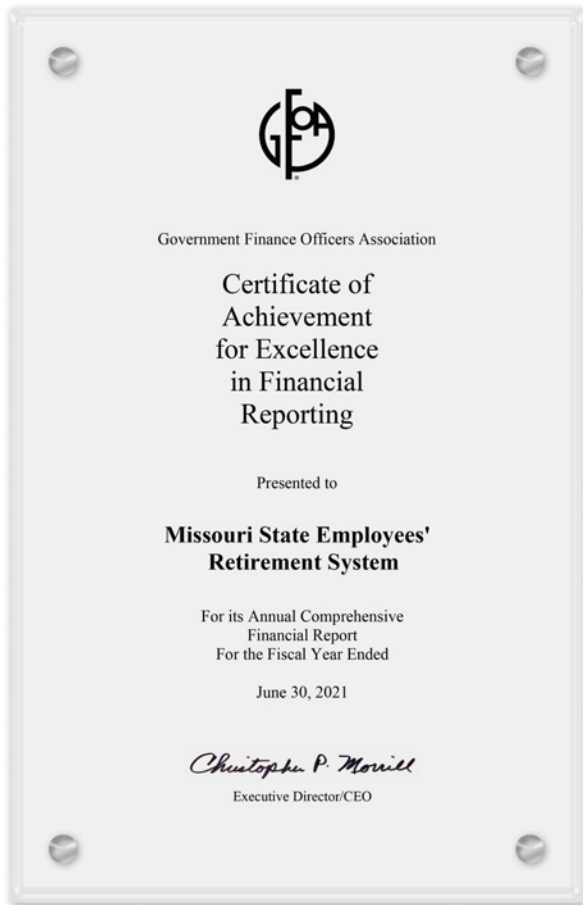 GFOA
Government Finance Officers Association
Certificate of
Achievement
for Excellence
in Financial
Reporting
Presented to
Missouri State Employees'
Retirement System
For its Annual Comprehensive
Financial Report
For the Fiscal Year Ended
June 30, 2021
Christopher P. Morrill
Executive Director/CEO